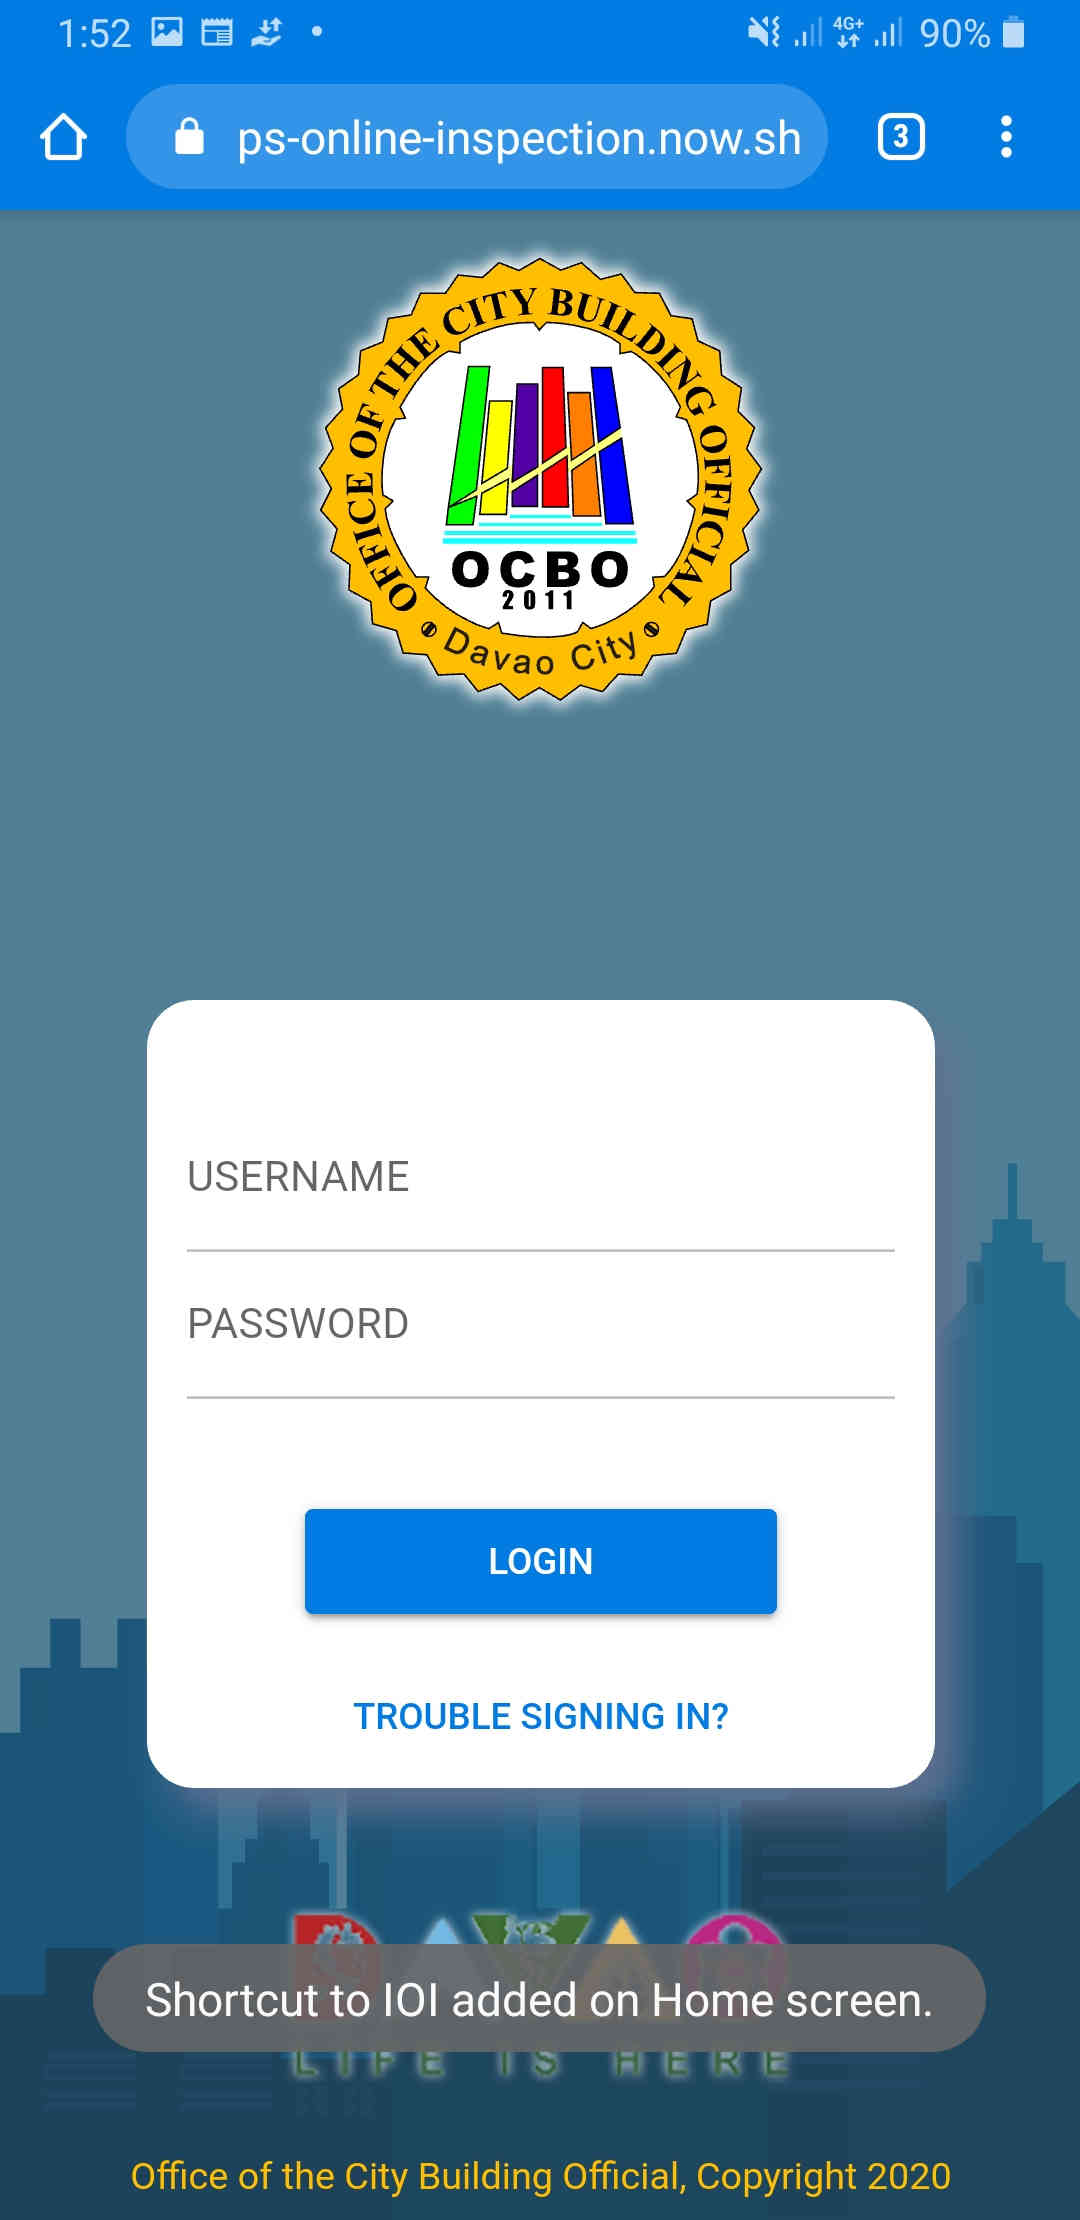 1:52
4G+
90%
ps-online-inspection.now.sh
3
OFFICE OF THE CITY BUILDING OFFICIAL
OCBO
2011
Davao City
USERNAME
PASSWORD
LOGIN
TROUBLE SIGNING IN?
DAVAO
Shortcut to IOI added on Home screen.
LIFE IS HERE
Office of the City Building Official, Copyright 2020